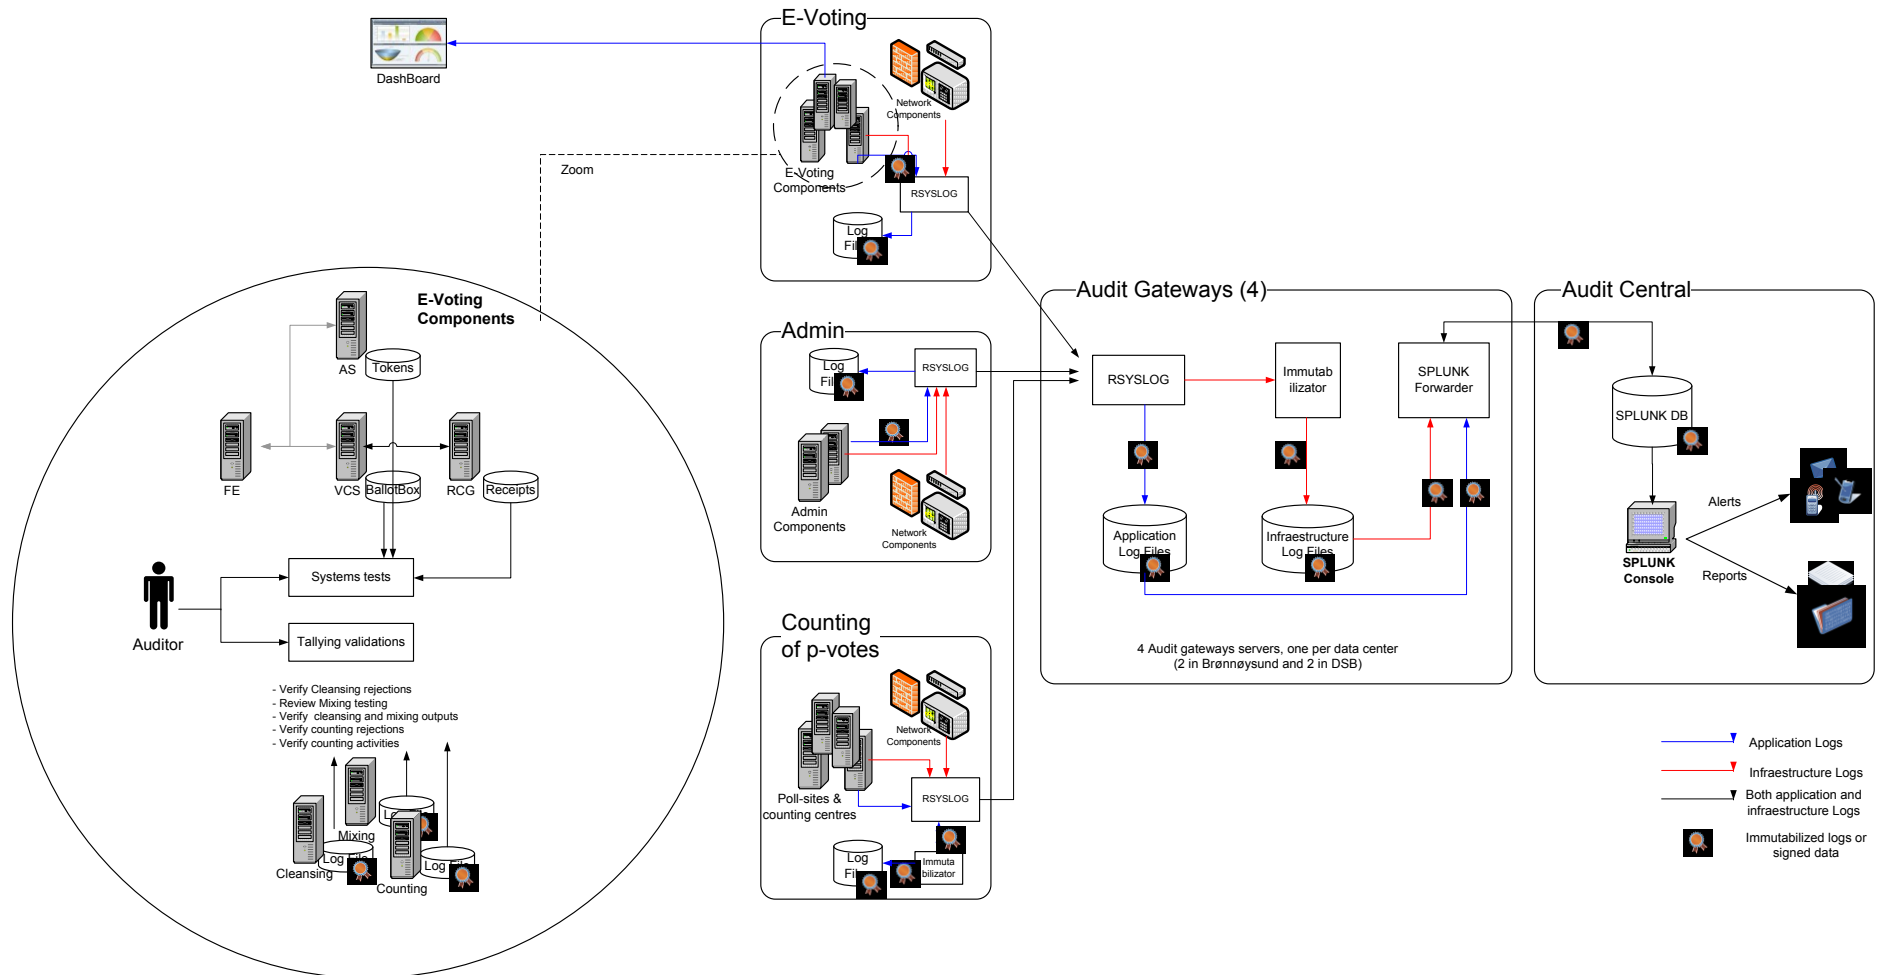 DashBoard
E-Voting
Network
Components
E-Voting
Components
RSYSLOG
Log
Fil
Zoom
E-Voting
Components
AS
Tokens
FE
VCS
BallotBox
RCG
Receipts
Systems tests
Auditor
Tallying validations
- Verify Cleansing rejections
- Review Mixing testing
- Verify  cleansing and mixing outputs
- Verify counting rejections
- Verify counting activities
Mixing
Cleansing
Log File
Counting
Log
Admin
Log
Fil
RSYSLOG
Admin
Components
Network
Components
Counting
of p-votes
Network
Components
Poll-sites &
counting centres
RSYSLOG
Log
Fil
Immuta
bilizator
Audit Gateways (4)
RSYSLOG
Immutab
ilizator
SPLUNK
Forwarder
Application
Log Files
Infraestructure
Log Files
4 Audit gateways servers, one per data center
(2 in Brønnøysund and 2 in DSB)
Audit Central
SPLUNK DB
SPLUNK
Console
Alerts
Reports
Application Logs
Infraestructure Logs
Both application and
infraestructure Logs
Immutabilized logs or
signed data